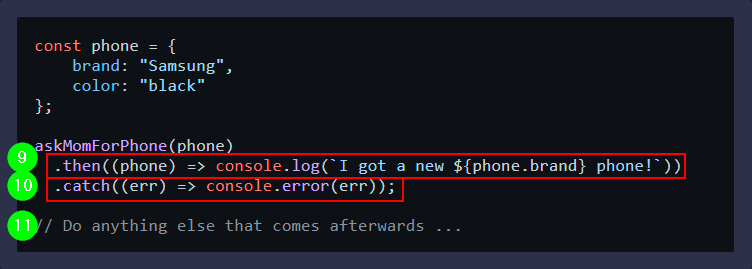 const phone = {
    brand: "Samsung",
    color: "black"
};
askMomForPhone(phone)
9 .then((phone) => console.log(`I got a new ${phone.brand} phone!`))
10 .catch((err) => console.error(err));
11 // Do anything else that comes afterwards ...